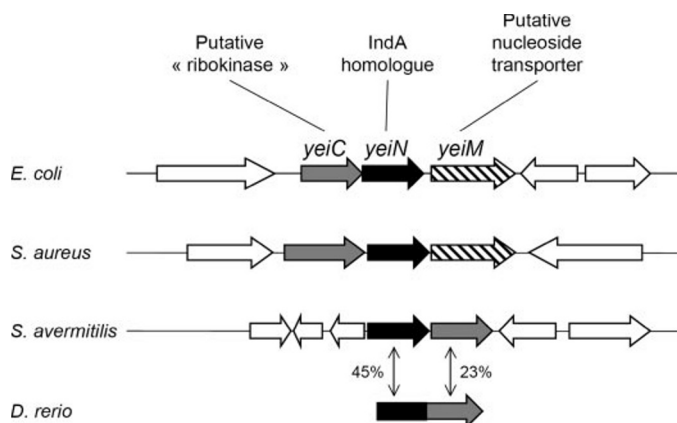 Putative
« ribokinase »
IndA
homologue
Putative
nucleoside
transporter
yeiC yeiN yeiM
E. coli
S. aureus
S. avermitilis
45% 23%
D. rerio